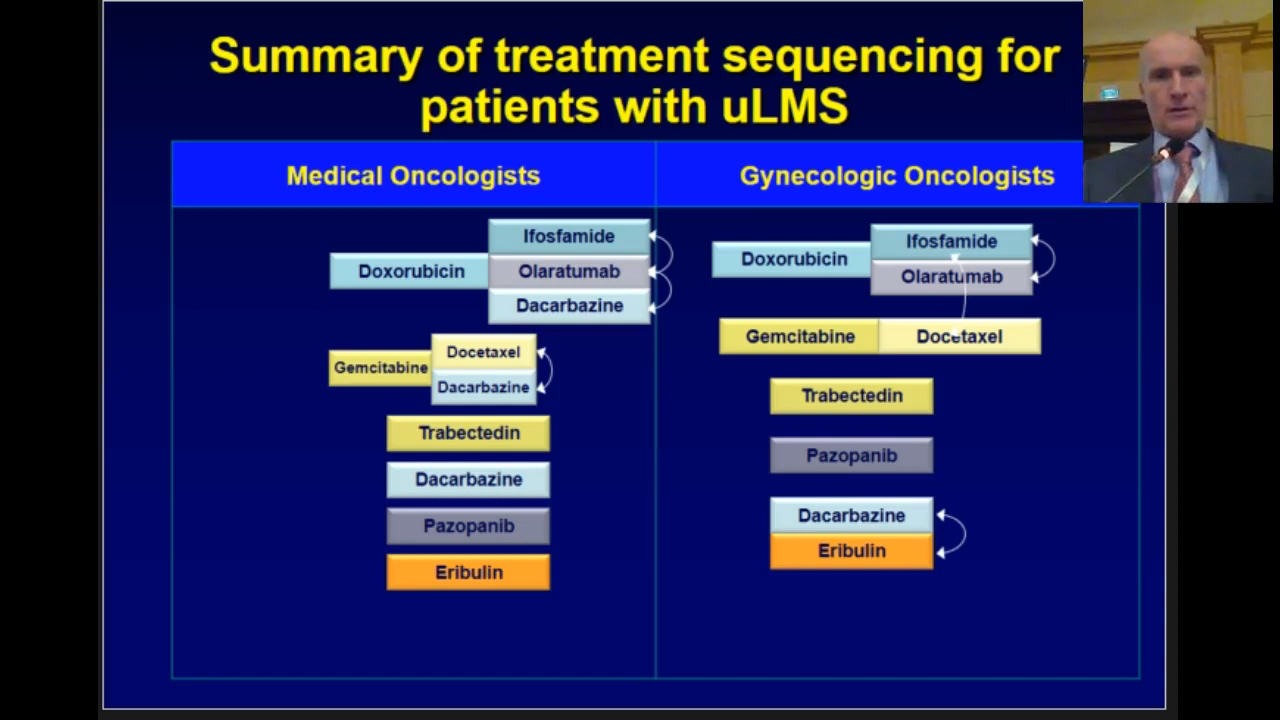 Summary of treatment sequencing for
patients with uLMS
Medical Oncologists
Gynecologic Oncologists
Ifosfamide
Doxorubicin
Olaratumab
Dacarbazine
Docetaxel
Gemcitabine
Dacarbazine
Trabectedin
Dacarbazine
Pazopanib
Eribulin
Ifosfamide
Doxorubicin
Olaratumab
Gemcitabine
Docetaxel
Trabectedin
Pazopanib
Dacarbazine
Eribulin